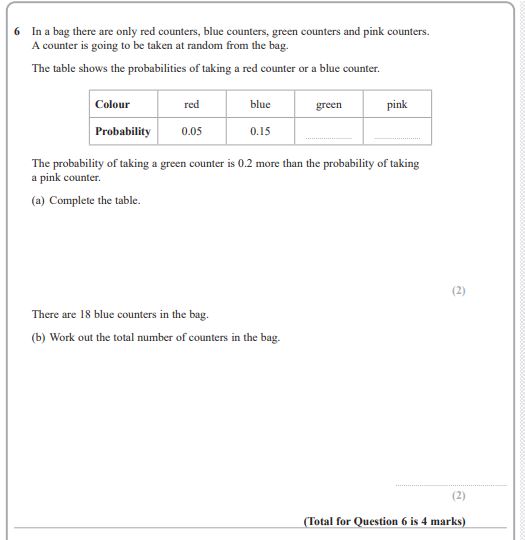 6 In a bag there are only red counters, blue counters, green counters and pink counters.
A counter is going to be taken at random from the bag.
The table shows the probabilities of taking a red counter or a blue counter.
Colour red blue green pink
Probability 0.05 0.15
The probability of taking a green counter is 0.2 more than the probability of taking
a pink counter.
(a) Complete the table.
(2)
There are 18 blue counters in the bag.
(b) Work out the total number of counters in the bag.
(2)
(Total for Question 6 is 4 marks)